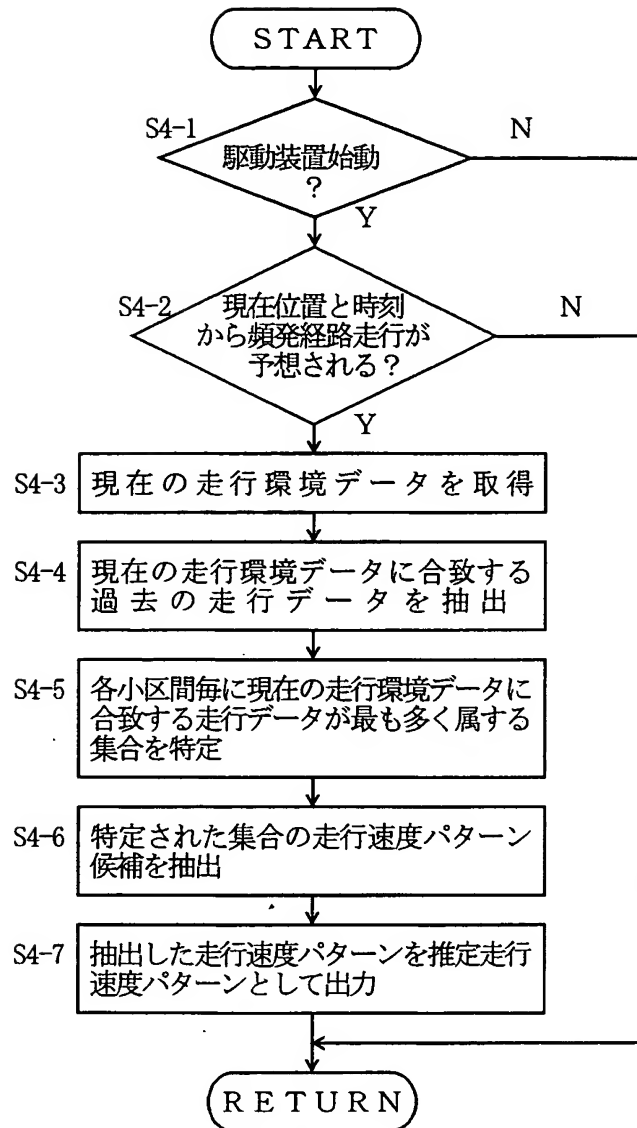 START
S4-1
N
駆動装置始動
?
Y
S4-2
現在位置と時刻
から頻発経路走行が
予想される?
N
Y
S4-3
現在の走行環境データを取得
S4-4
現在の走行環境データに合致する
過去の走行データを抽出
S4-5
各小区間毎に現在の走行環境データに
合致する走行データが最も多く属する
集合を特定
S4-6
特定された集合の走行速度パターン
候補を抽出
S4-7
抽出した走行速度パターンを推定走行
速度パターンとして出力
RETURN